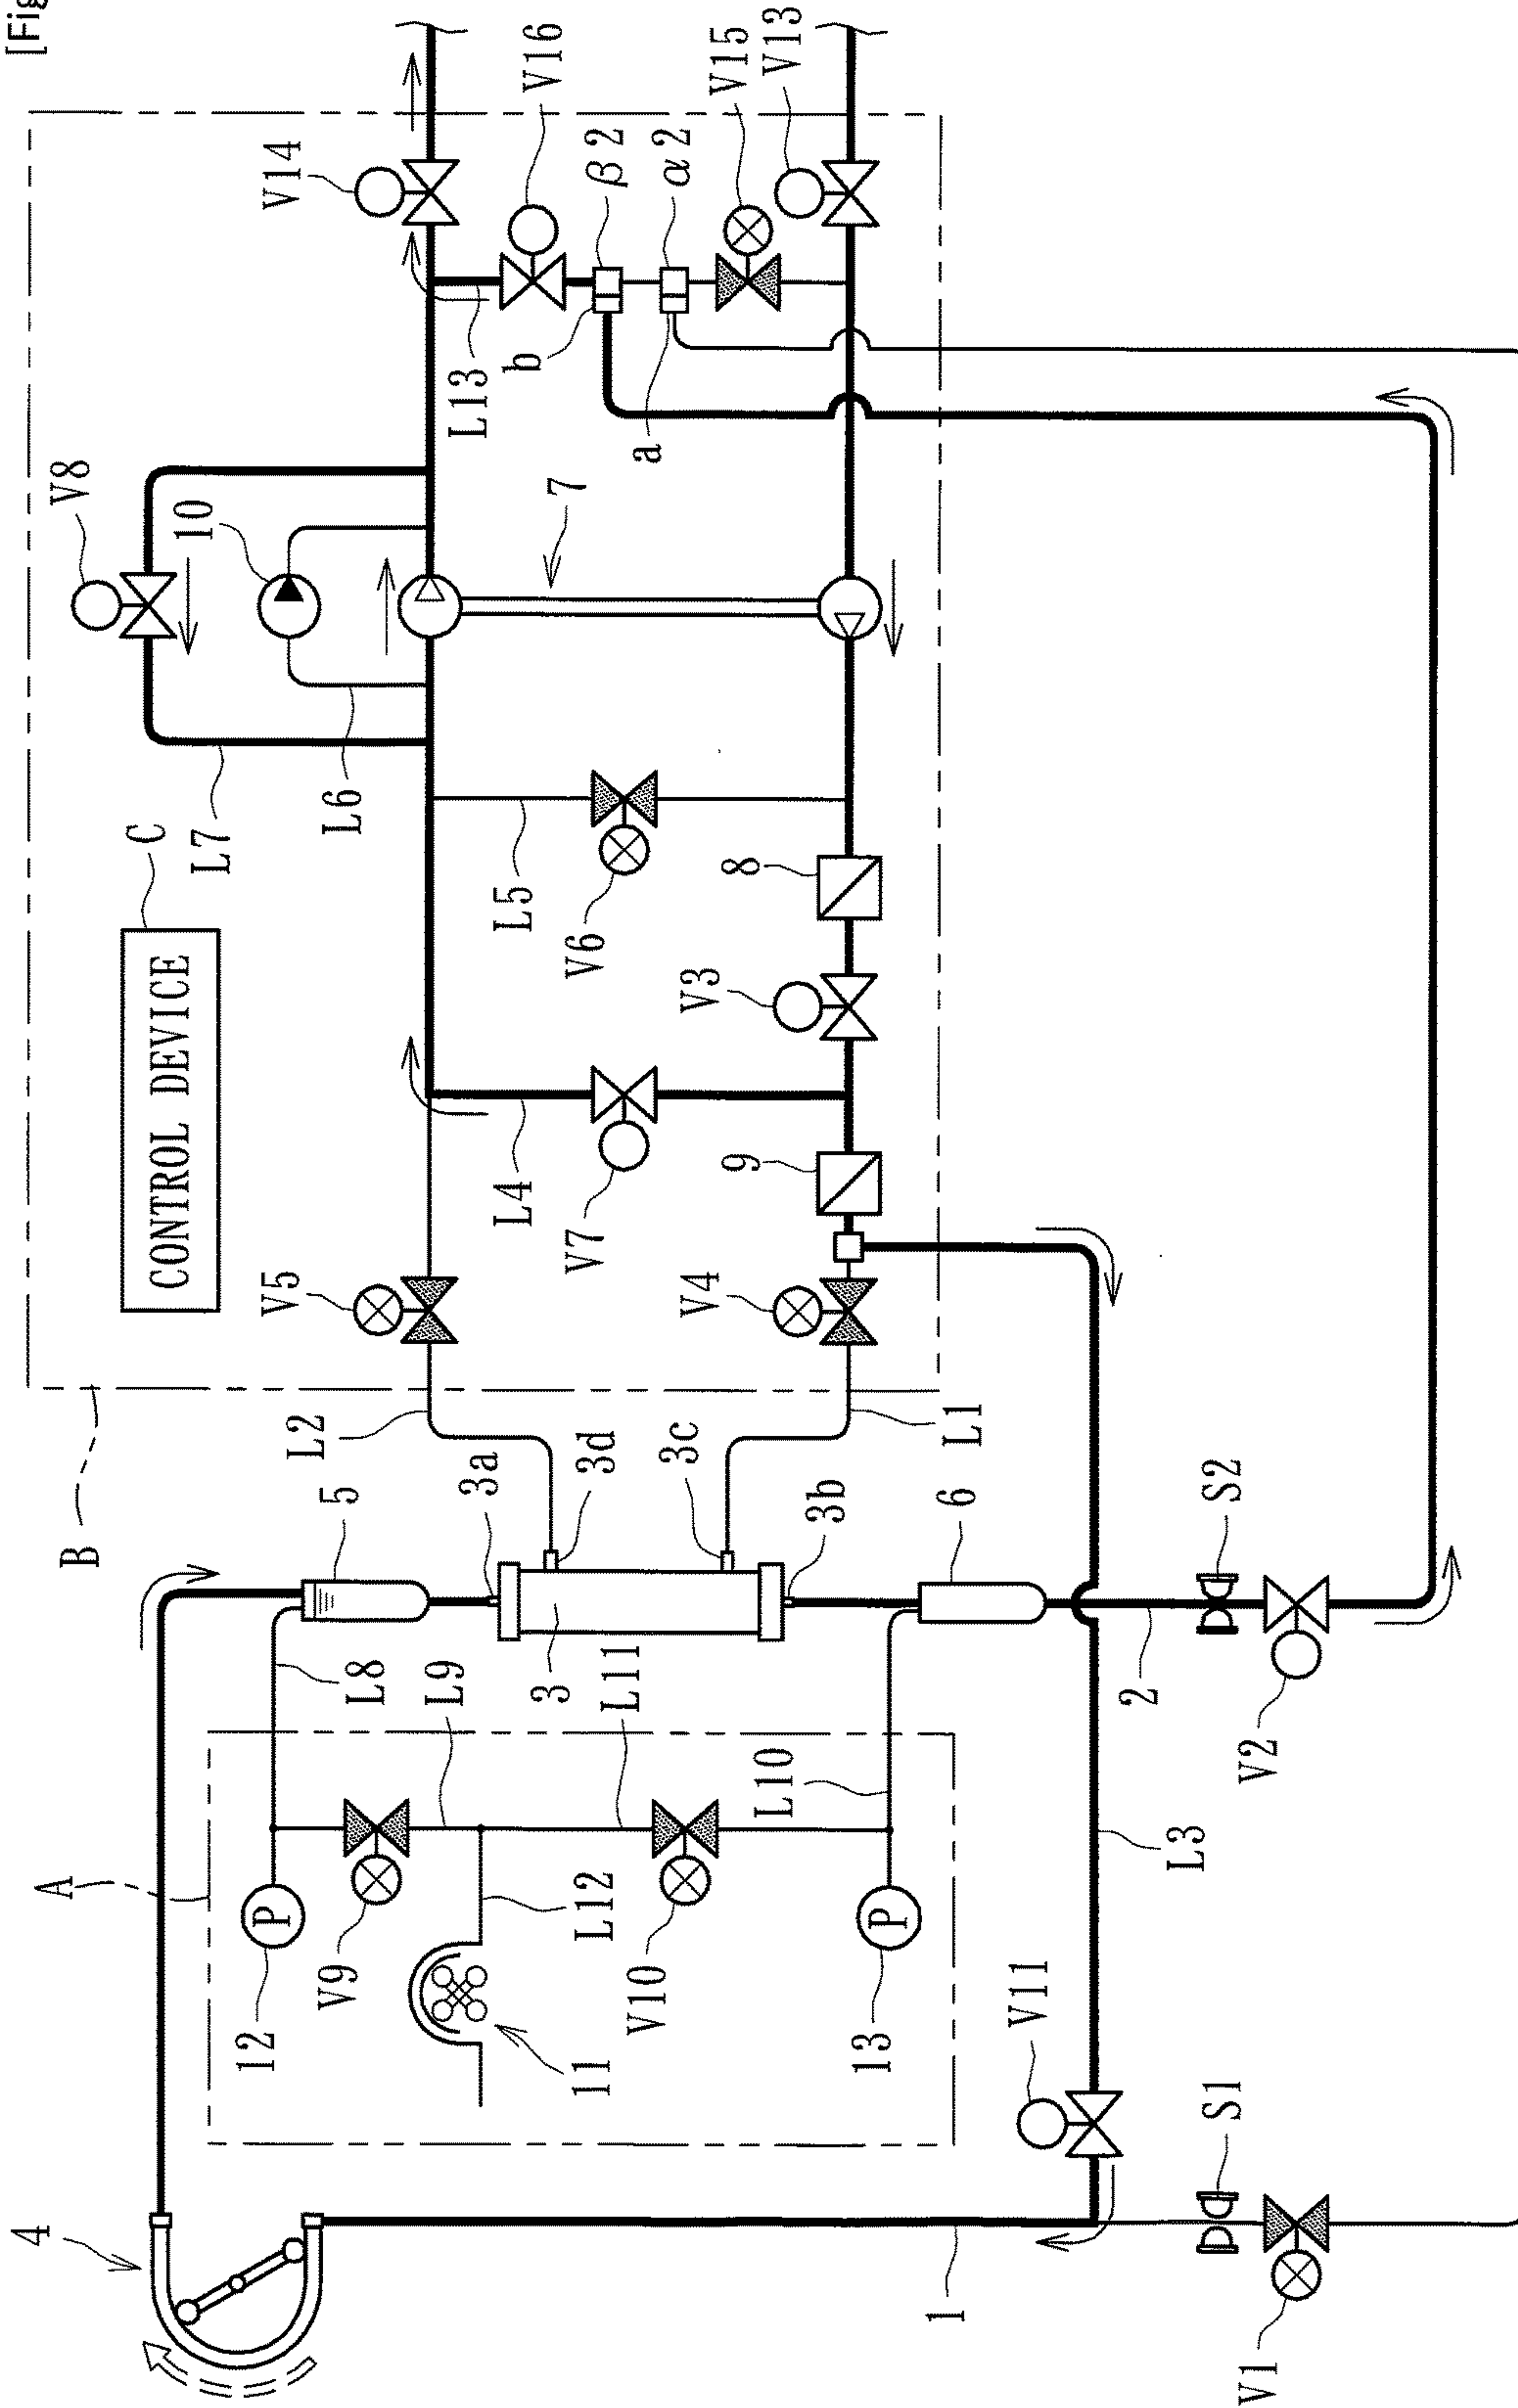 [Fig
V14
V16
β2
α2
V15
V13
L13
b
a
V8
10
7
L7
L6
C
CONTROL DEVICE
L5
V6
8
V3
9
L4
V7
V5
V4
B
L2
L1
5
3a
3d
3c
3b
6
S2
3
L8
L9
L11
L10
2
V2
A
P
12
V9
L12
V10
P
13
11
L3
V11
S1
4
1
V1